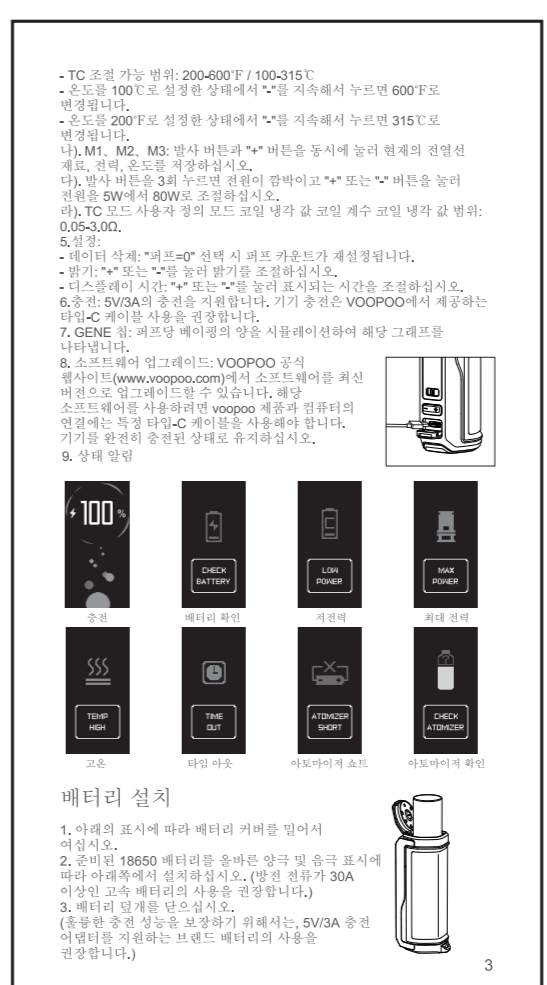 - TC 조절 가능 범위: 200-600℉ / 100-315℃
- 온도를 100℃로 설정한 상태에서 "-"를 지속해서 누르면 600℉로
변경됩니다.
- 온도를 200℉로 설정한 상태에서 "-"를 지속해서 누르면 315℃로
변경됩니다.
나). M1、M2、M3: 발사 버튼과 "+" 버튼을 동시에 눌러 현재의 전열선
재료, 전력, 온도를 저장하십시오.
다). 발사 버튼을 3회 누르면 전원이 깜박이고 "+" 또는 "-" 버튼을 눌러
전원을 5W에서 80W로 조절하십시오.
라). TC 모드 사용자 정의 모드 코일 냉각 값 코일 계수 코일 냉각 값 범위:
0.05-3.0Ω.
5.설정:
- 데이터 삭제: "퍼프=0" 선택 시 퍼프 카운트가 재설정됩니다.
- 밝기: "+" 또는 "-"를 눌러 밝기를 조절하십시오.
- 디스플레이 시간: "+" 또는 "-"를 눌러 표시되는 시간을 조절하십시오.
6.충전: 5V/3A의 충전을 지원합니다. 기기 충전은 VOOPOO에서 제공하는
타입-C 케이블 사용을 권장합니다.
7. GENE 칩: 퍼프당 베이핑의 양을 시뮬레이션하여 해당 그래프를
나타냅니다.
8. 소프트웨어 업그레이드: VOOPOO 공식
웹사이트(www.voopoo.com)에서 소프트웨어를 최신
버전으로 업그레이드할 수 있습니다. 해당
소프트웨어를 사용하려면 voopoo 제품과 컴퓨터의
연결에는 특정 타입-C 케이블을 사용해야 합니다.
기기를 완전히 충전된 상태로 유지하십시오.
9. 상태 알림
100 %
충전
CHECK
BATTERY
배터리 확인
LOW
POWER
저전력
MAX
POWER
최대 전력
TEMP
HIGH
고온
TIME
OUT
타임 아웃
ATOMIZER
SHORT
아토마이저 쇼트
?
CHECK
ATOMIZER
아토마이저 확인
배터리 설치
1. 아래의 표시에 따라 배터리 커버를 밀어서
여십시오.
2. 준비된 18650 배터리를 올바른 양극 및 음극 표시에
따라 아래쪽에서 설치하십시오. (방전 전류가 30A
이상인 고속 배터리의 사용을 권장합니다.)
3. 배터리 덮개를 닫으십시오.
(훌륭한 충전 성능을 보장하기 위해서는, 5V/3A 충전
어댑터를 지원하는 브랜드 배터리의 사용을
권장합니다.)
3